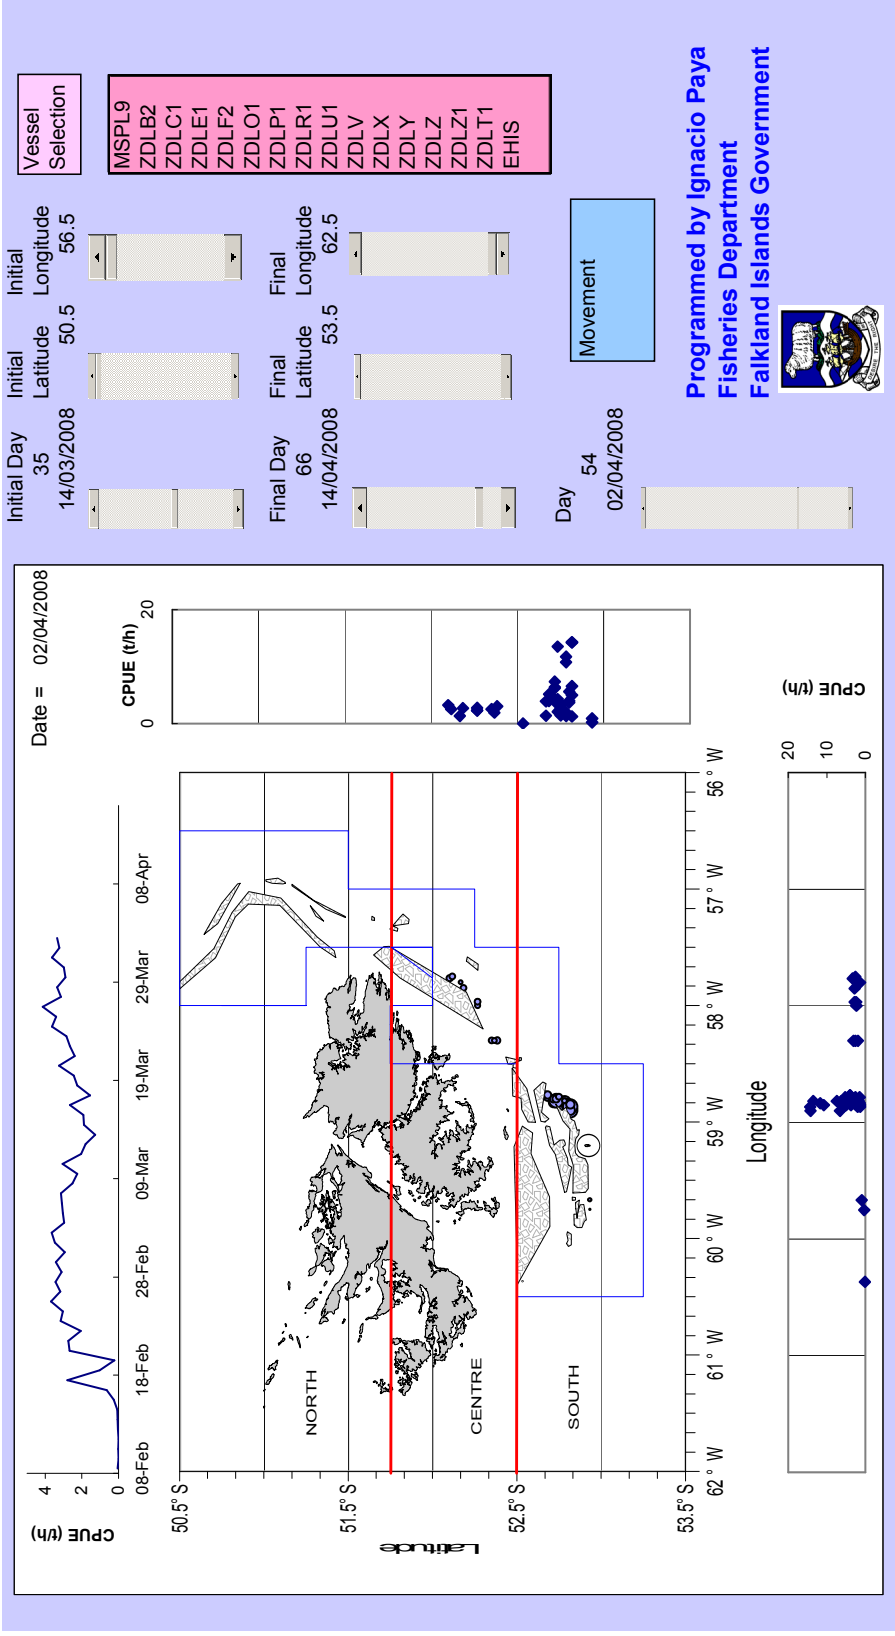 Date =   02/04/2008
CPUE (t/h)
4
2
0
08-Feb
18-Feb
28-Feb
09-Mar
19-Mar
29-Mar
08-Apr
Latitude
50.5° S
51.5° S
52.5° S
53.5° S
NORTH
CENTRE
SOUTH
62° W
61° W
60° W
59° W
58° W
57° W
56° W
CPUE (t/h)
0
20
Longitude
20
10
0
CPUE (t/h)
Initial Day
35
14/03/2008
Initial
Latitude
50.5
Initial
Longitude
56.5
Vessel
Selection
MSPL9
ZDLB2
ZDLC1
ZDLE1
ZDLF2
ZDLO1
ZDLP1
ZDLR1
ZDLU1
ZDLV
ZDLX
ZDLY
ZDLZ
ZDLZ1
ZDLT1
EHIS
Final Day
66
14/04/2008
Final
Latitude
53.5
Final
Longitude
62.5
Day
54
02/04/2008
Movement
Programmed by Ignacio Paya
Fisheries Department
Falkland Islands Government
DESIRE THE RIGHT